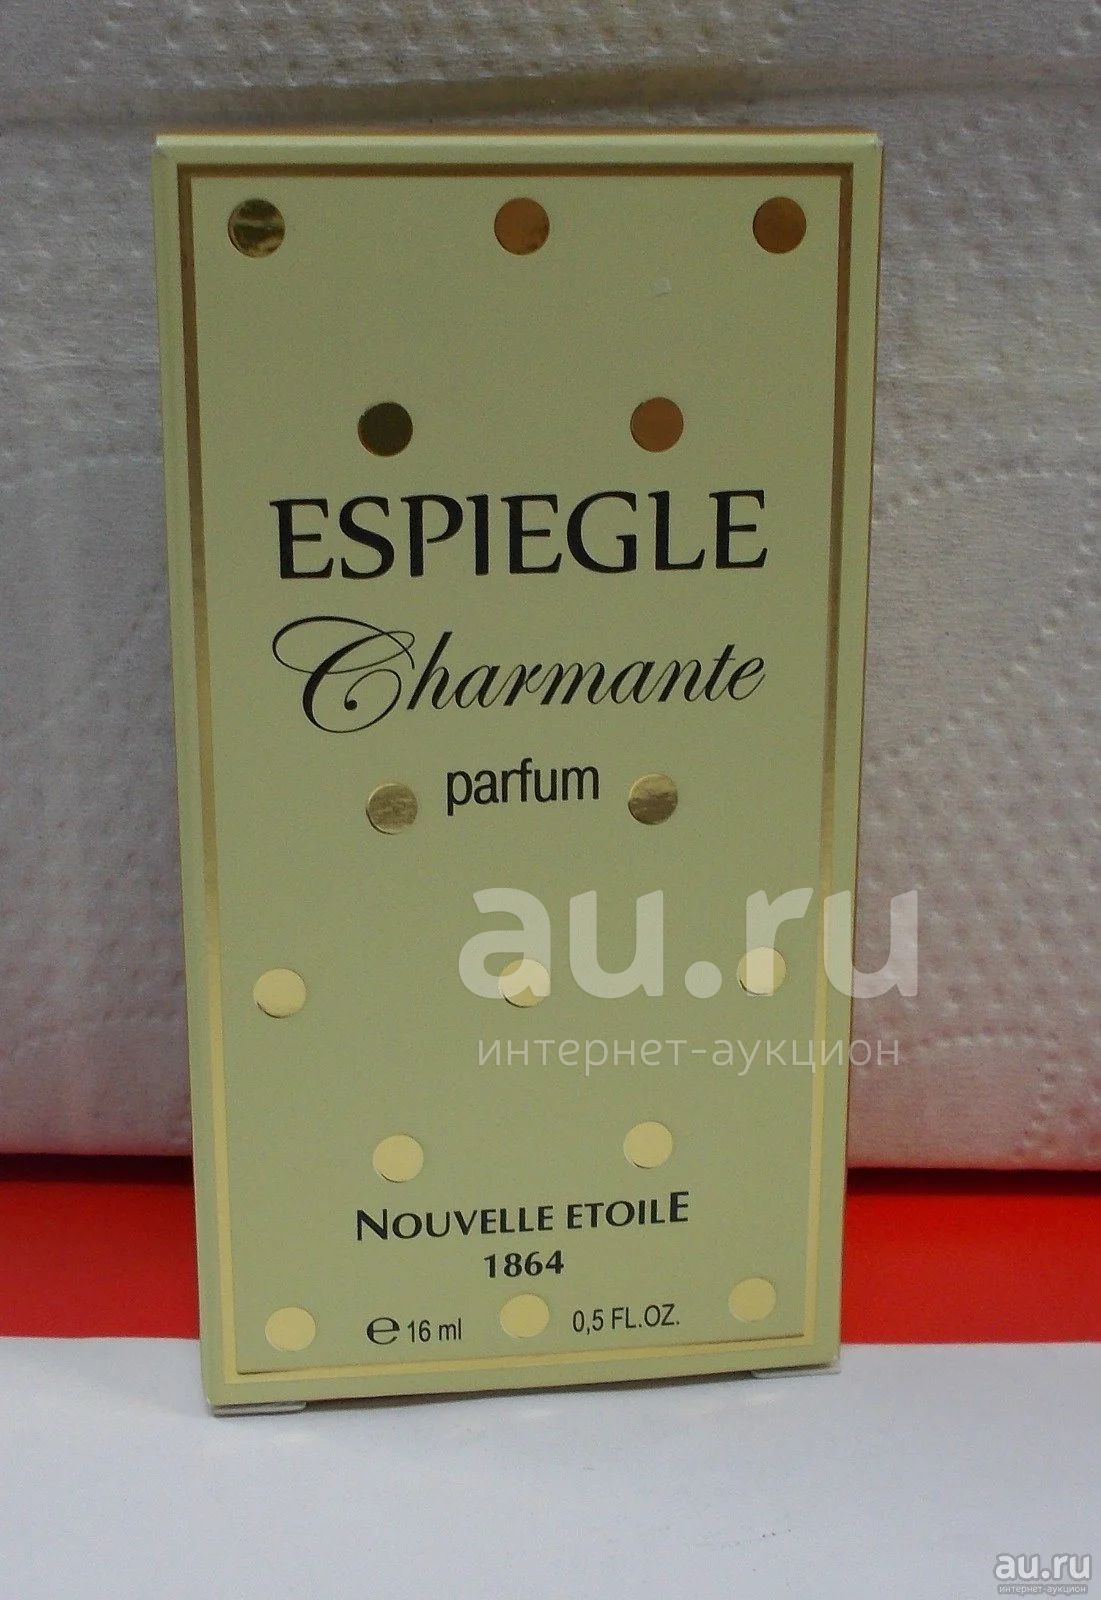 ESPIEGLE
Charmante
parfum
au.ru
интернет-аукцион
NOUVELLE ETOILE
1864
℮ 16 ml 0,5 FL.OZ.
au.ru
интернет-аукцион